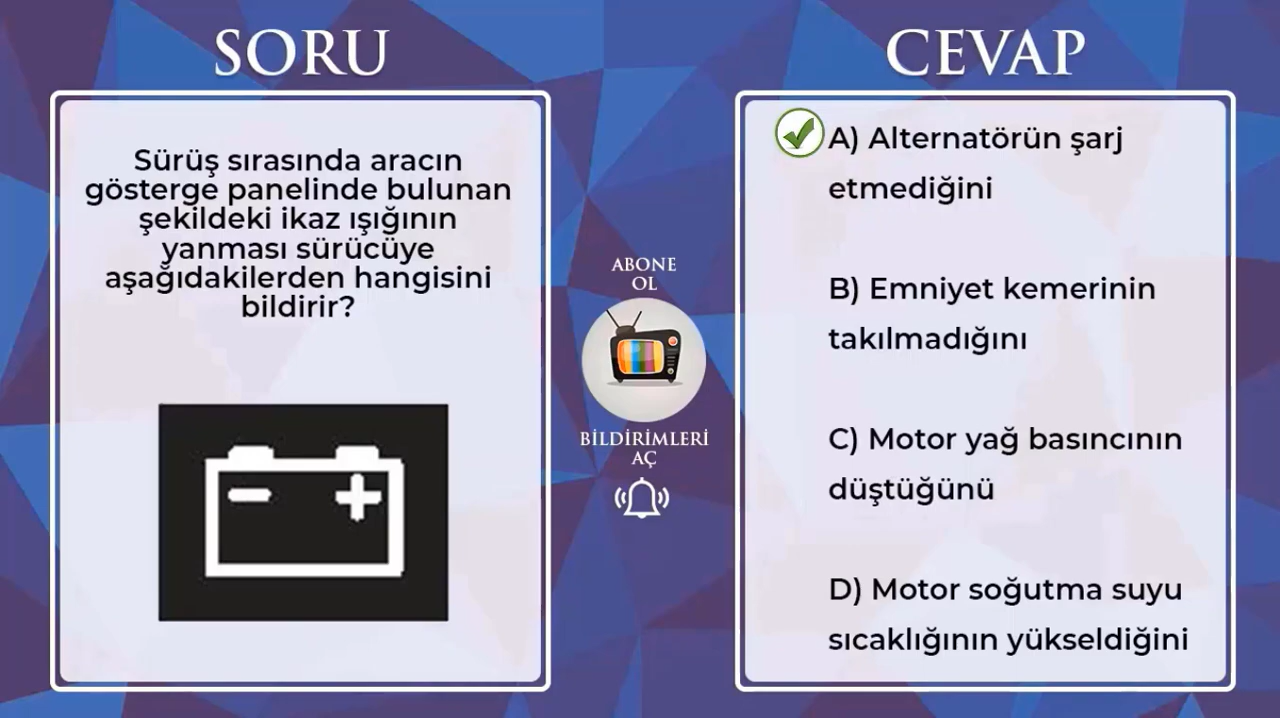 SORU
Sürüş sırasında aracın
gösterge panelinde bulunan
şekildeki ikaz ışığının
yanması sürücüye
aşağıdakilerden hangisini
bildirir?
ABONE
OL
BİLDİRİMLERİ
AÇ
CEVAP
A) Alternatörün şarj
etmediğini
B) Emniyet kemerinin
takılmadığını
C) Motor yağ basıncının
düştüğünü
D) Motor soğutma suyu
sıcaklığının yükseldiğini